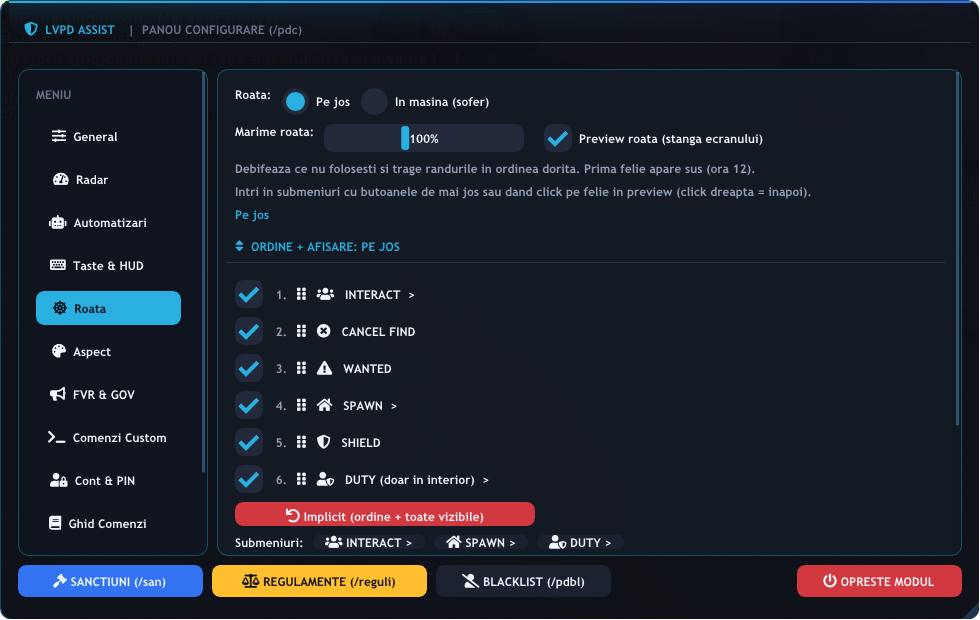 LVPD ASSIST | PANOU CONFIGURARE (/pdc)
MENIU
General
Radar
Automatizari
Taste & HUD
Roata
Aspect
FVR & GOV
Comenzi Custom
Cont & PIN
Ghid Comenzi
Roata: Pe jos In masina (sofer)
Marime roata: 100% Preview roata (stanga ecranului)
Debifeaza ce nu folosesti si trage randurile in ordinea dorita. Prima felie apare sus (ora 12).
Intri in submeniuri cu butoanele de mai jos sau dand click pe felie in preview (click dreapta = inapoi).
Pe jos
ORDINE + AFISARE: PE JOS
1. INTERACT >
2. CANCEL FIND
3. WANTED
4. SPAWN >
5. SHIELD
6. DUTY (doar in interior) >
Implicit (ordine + toate vizibile)
Submeniuri: INTERACT > SPAWN > DUTY >
SANCTIUNI (/san) REGULAMENTE (/reguli) BLACKLIST (/pdbl) OPRESTE MODUL